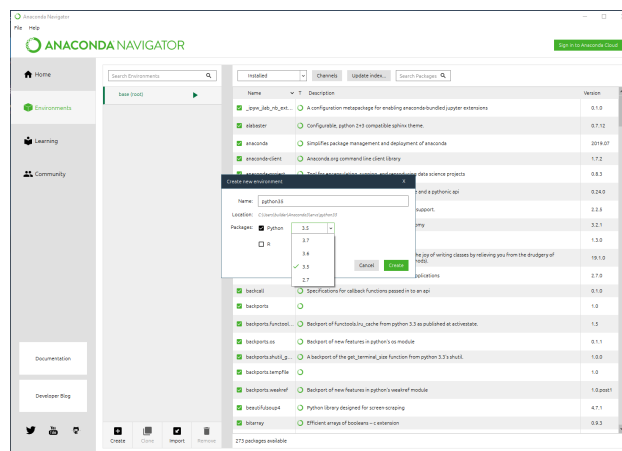 Anaconda Navigator
File Help
ANACONDA NAVIGATOR
Sign in to Anaconda Cloud
Home
Environments
Learning
Community
Documentation
Developer Blog
Search Environments
base (root)
Create Clone Import Remove
Installed Channels Update index... Search Packages
Name T Description Version
_ipyw_jlab_nb_ext... A configuration metapackage for enabling anaconda-bundled jupyter extensions 0.1.0
alabaster Configurable, python 2+3 compatible sphinx theme. 0.7.12
anaconda Simplifies package management and deployment of anaconda 2019.07
anaconda-client Anaconda.org command line client library 1.7.2
anaconda-project Tool for encapsulating, running, and reproducing data science projects 0.8.3
Create new environment X
Name: python35
Location:
Packages: Python 3.5
3.7
3.6
3.5
2.7
R
Cancel Create
and a pythonic api 0.24.0
support. 2.2.5
3.2.1
1.3.0
the joy of writing classes by relieving you from the drudgery of 19.1.0
applications 2.7.0
backcall Specifications for callback functions passed in to an api 0.1.0
backports 1.0
backports.functool... Backport of functools.lru_cache from python 3.3 as published at activestate. 1.5
backports.os Backport of new features in python's os module 0.1.1
backports.shutil_g... A backport of the get_terminal_size function from python 3.3's shutil. 1.0.0
backports.tempfile 1.0
backports.weakref Backport of new features in python's weakref module 1.0.post1
beautifulsoup4 Python library designed for screen-scraping 4.7.1
bitarray Efficient arrays of booleans -- c extension 0.9.3
273 packages available